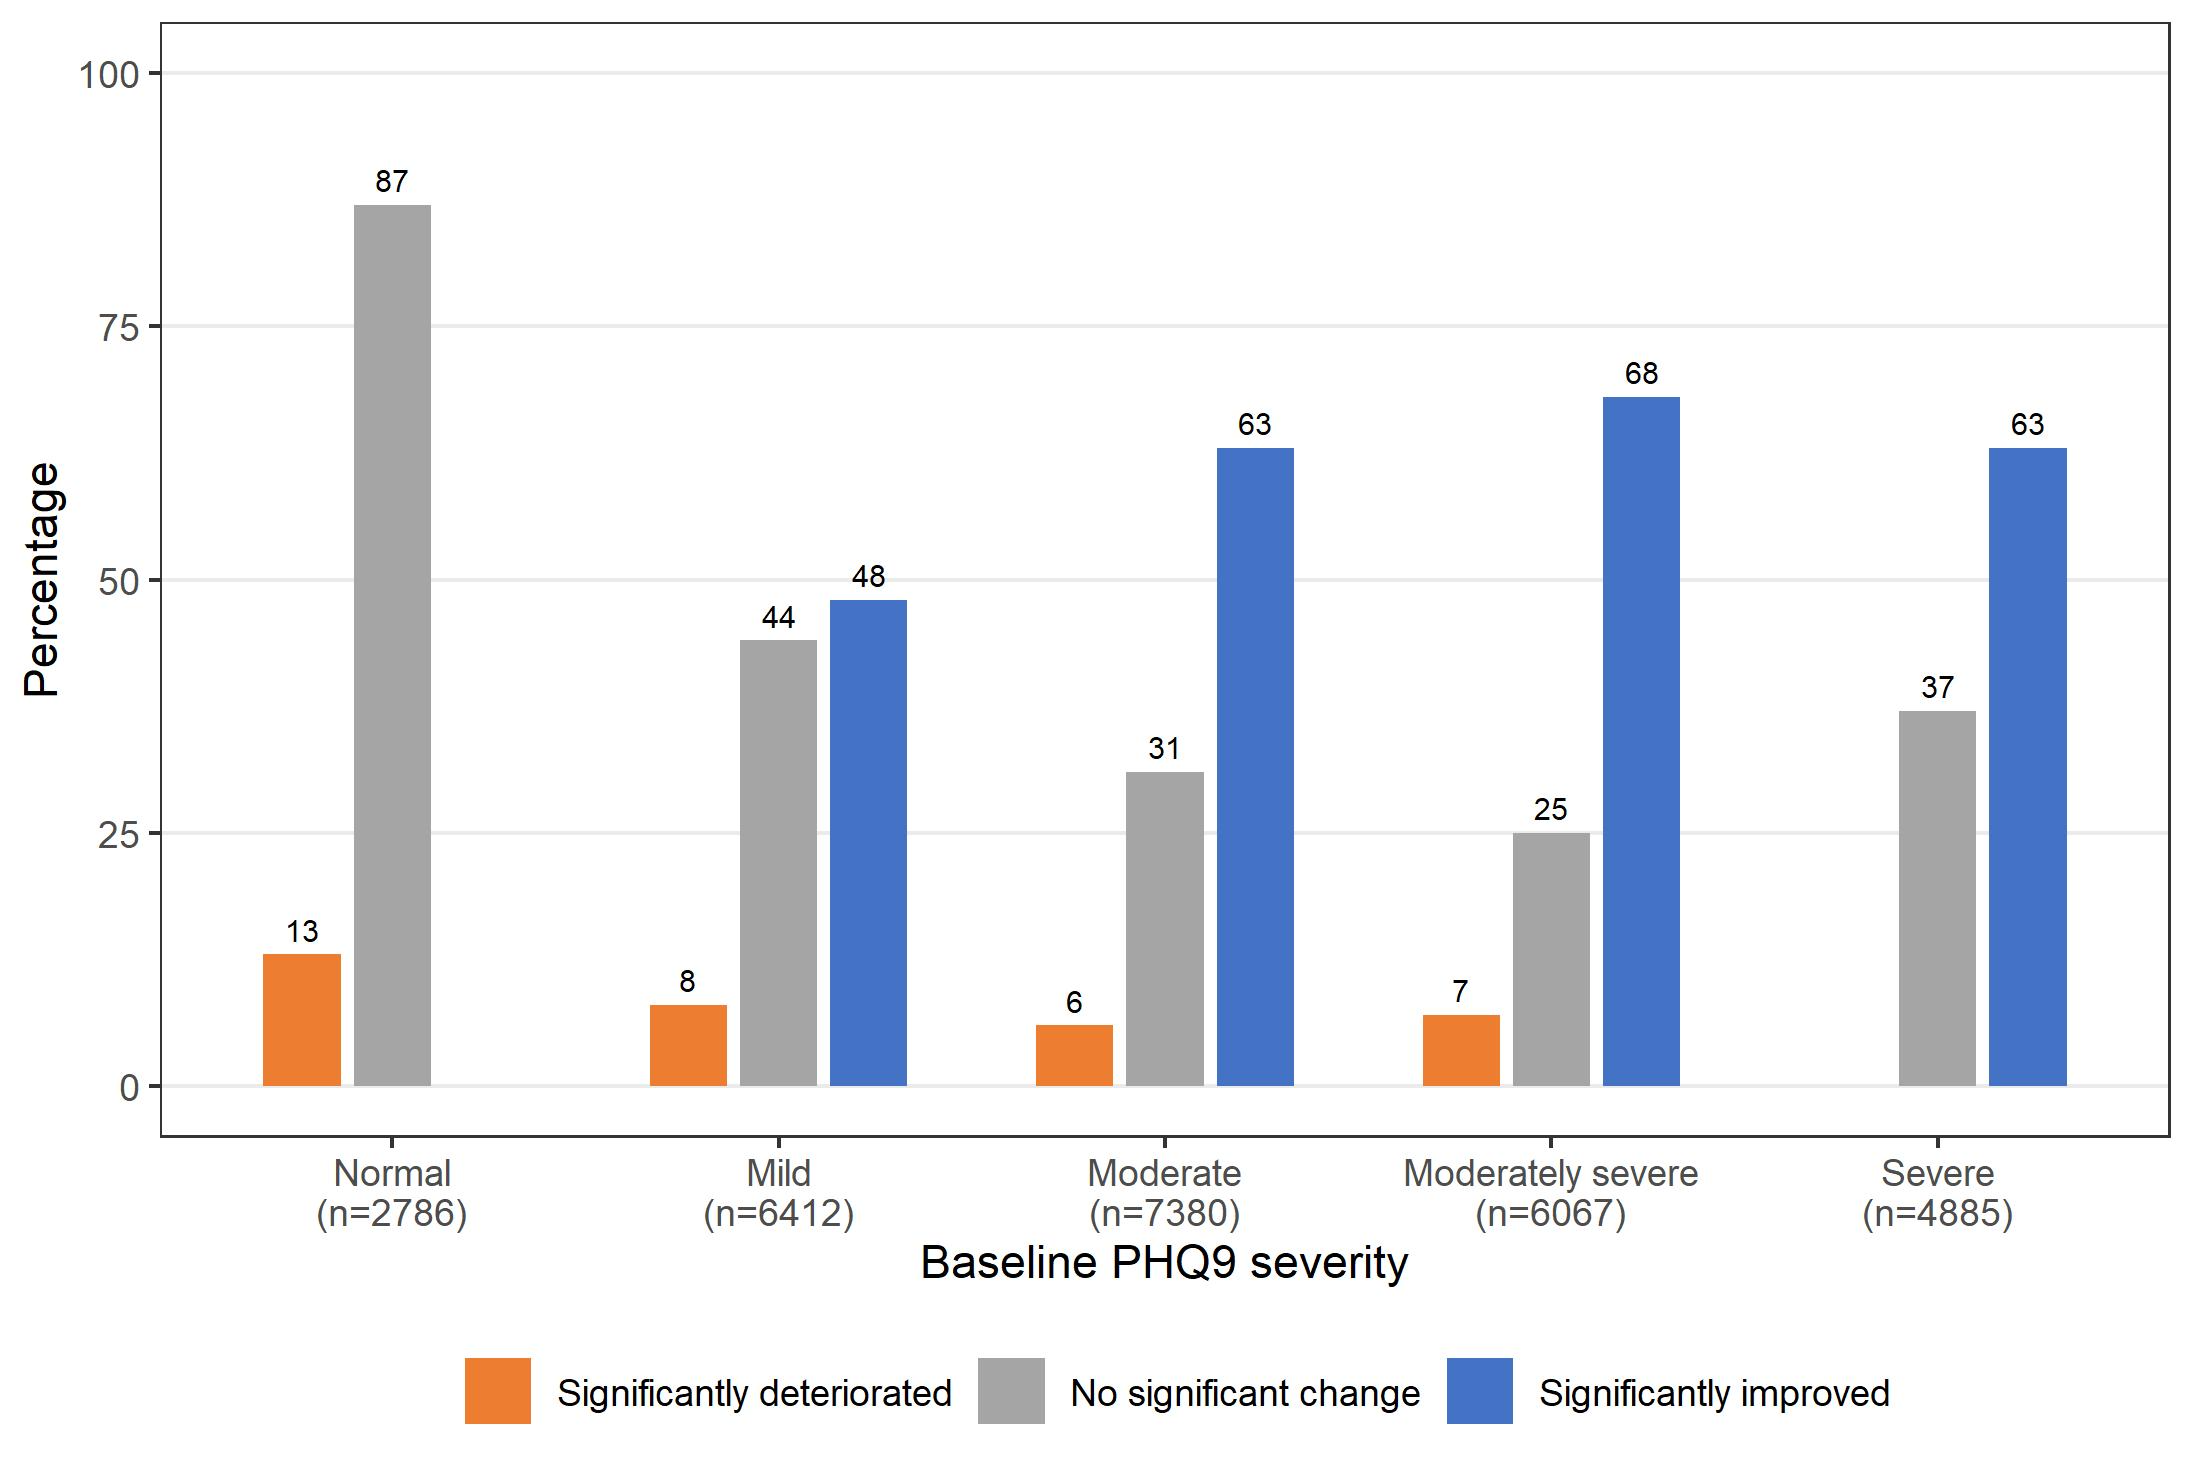 Percentage
100
75
50
25
0
87
13
8
44
48
6
31
63
7
25
68
37
63
Normal
(n=2786)
Mild
(n=6412)
Moderate
(n=7380)
Moderately severe
(n=6067)
Severe
(n=4885)
Baseline PHQ9 severity
Significantly deteriorated
No significant change
Significantly improved